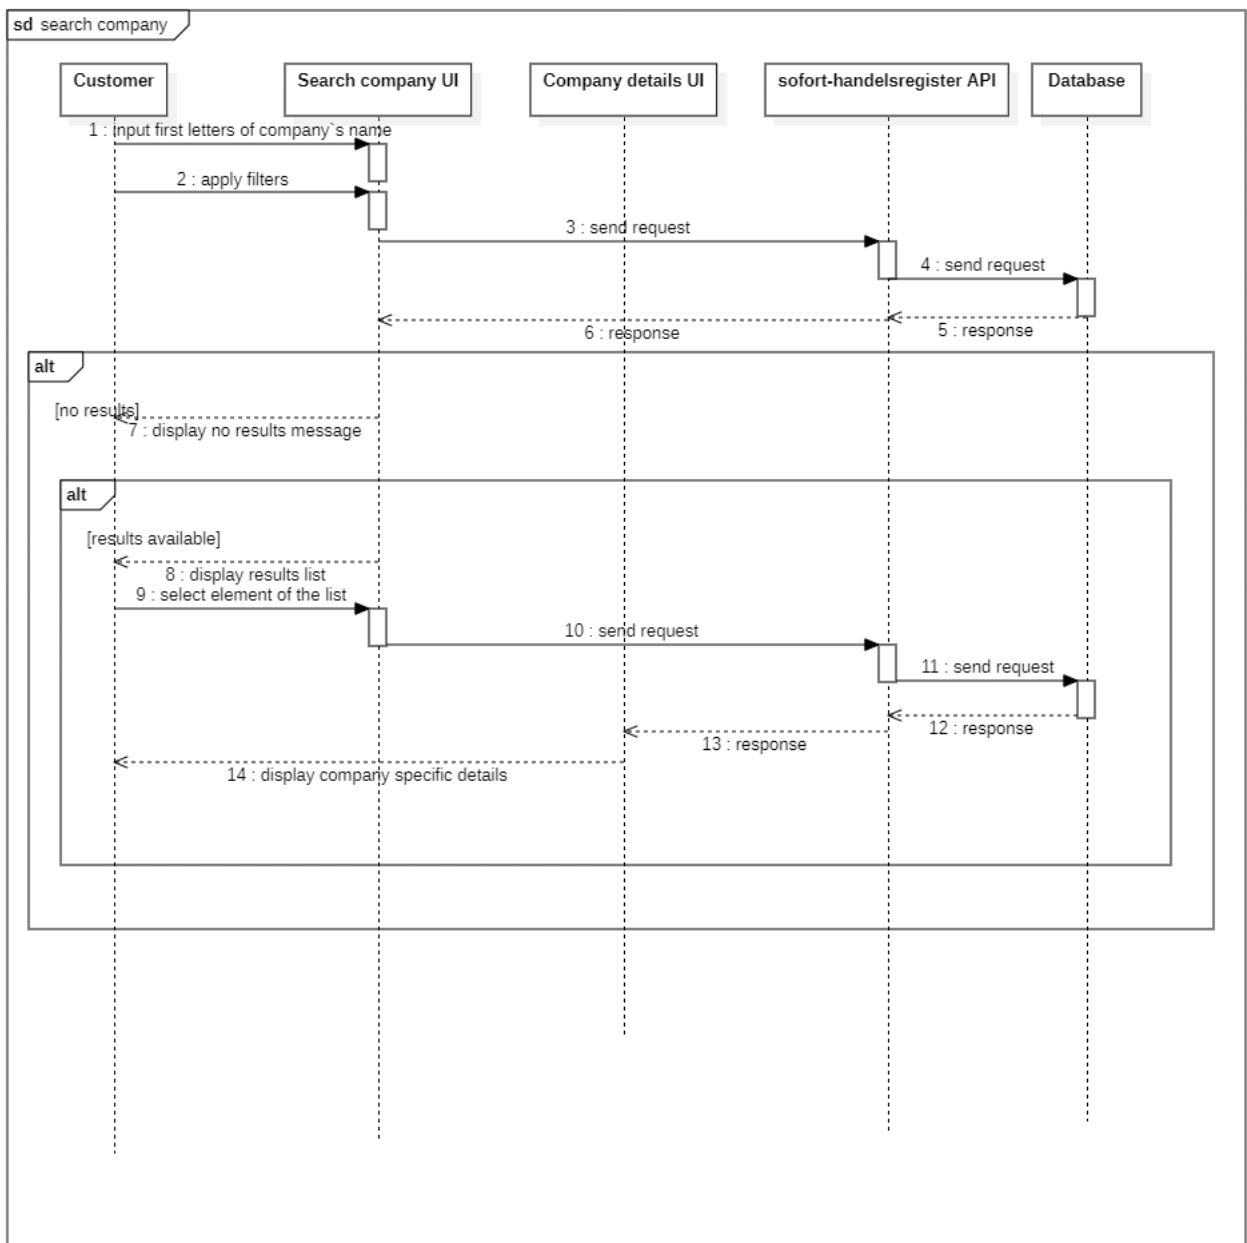 sd search company
Customer
Search company UI
Company details UI
sofort-handelsregister API
Database
1 : input first letters of company`s name
2 : apply filters
3 : send request
4 : send request
5 : response
6 : response
alt
[no results]
7 : display no results message
alt
[results available]
8 : display results list
9 : select element of the list
10 : send request
11 : send request
12 : response
13 : response
14 : display company specific details